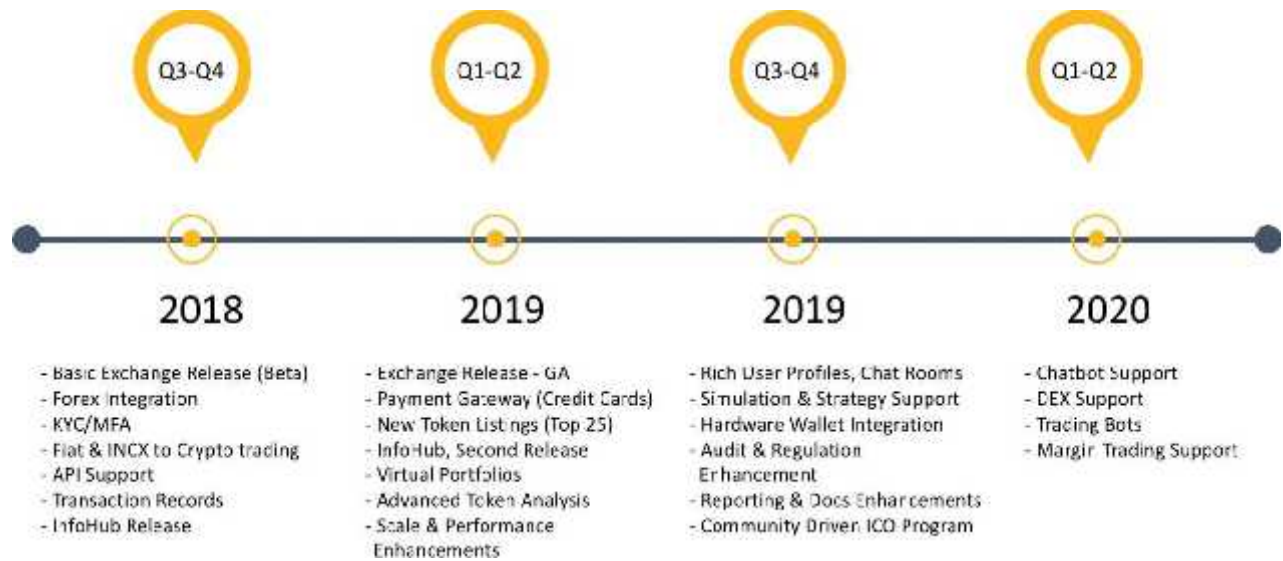 Q3-Q4
Q1-Q2
Q3-Q4
Q1-Q2
2018
2019
2019
2020
- Basic Exchange Release (Beta)
- Forex Integration
- KYC/MFA
- Fiat & INCX to Crypto trading
- API Support
- Transaction Records
- InfoHub Release
- Exchange Release - GA
- Payment Gateway (Credit Cards)
- New Token Listings (Top 25)
- InfoHub, Second Release
- Virtual Portfolios
- Advanced Token Analysis
- Scale & Performance
Enhancements
- Rich User Profiles, Chat Rooms
- Simulation & Strategy Support
- Hardware Wallet Integration
- Audit & Regulation
Enhancement
- Reporting & Docs Enhancements
- Community Driven ICO Program
- Chatbot Support
- DEX Support
- Trading Bots
- Margin Trading Support